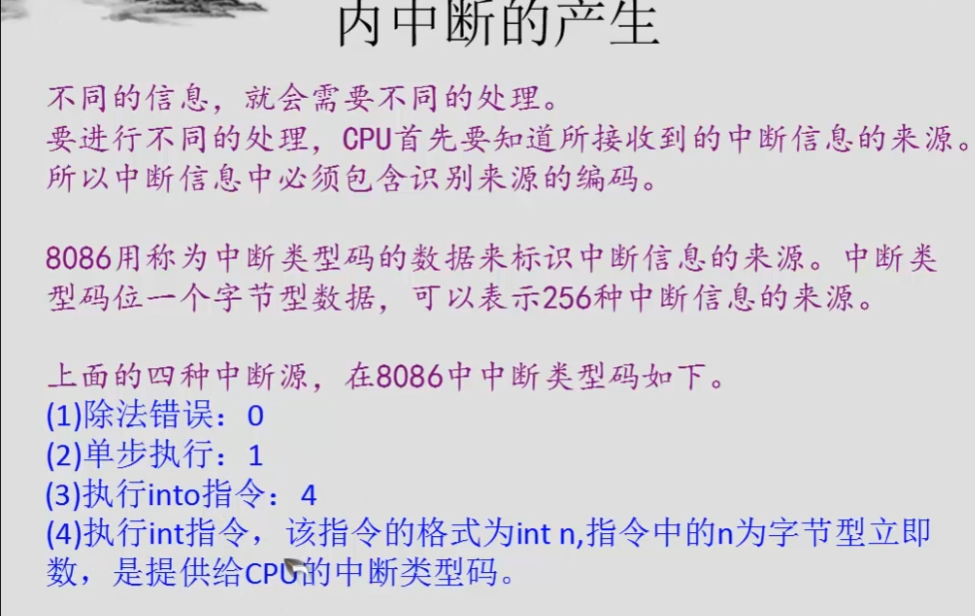 内中断的产生
不同的信息，就会需要不同的处理。
要进行不同的处理，CPU首先要知道所接收到的中断信息的来源。
所以中断信息中必须包含识别来源的编码。
8086用称为中断类型码的数据来标识中断信息的来源。中断类
型码位一个字节型数据，可以表示256种中断信息的来源。
上面的四种中断源，在8086中中断类型码如下。
(1)除法错误：0
(2)单步执行：1
(3)执行into指令：4
(4)执行int指令，该指令的格式为int n,指令中的n为字节型立即
数，是提供给CPU的中断类型码。